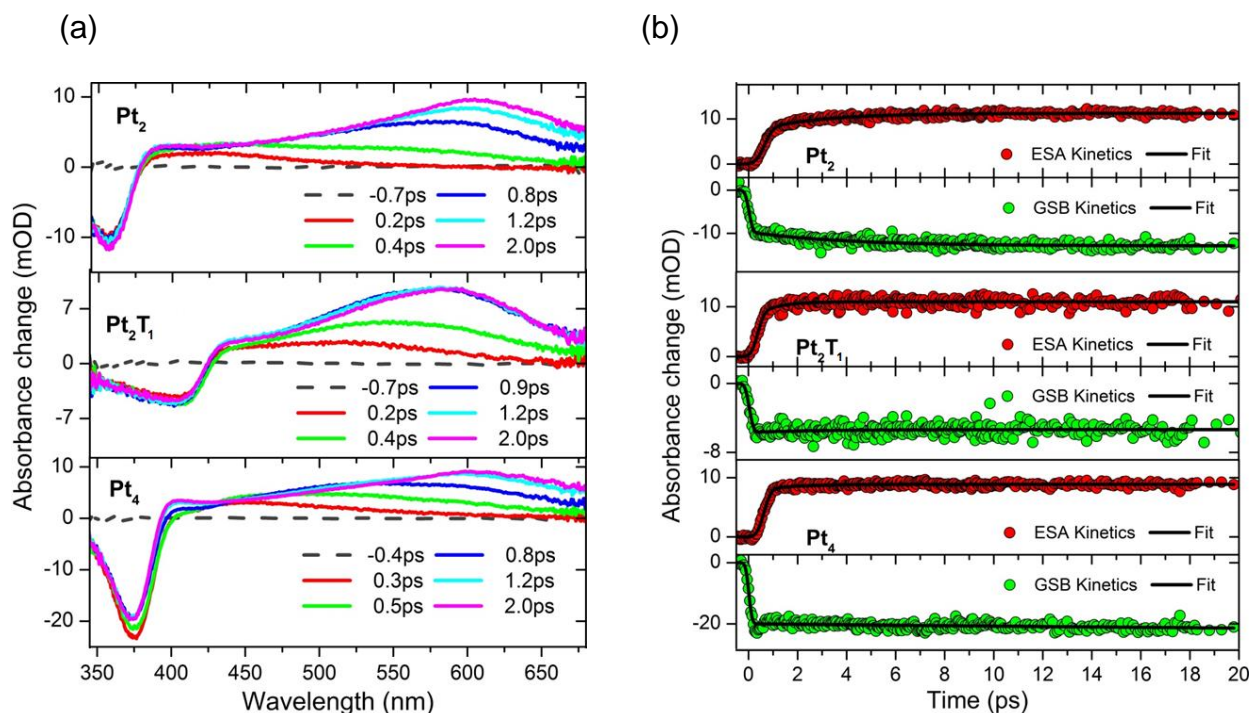 (a)
(b)
Absorbance change (mOD)
Pt2
10
0
-10
-0.7ps 0.8ps
0.2ps 1.2ps
0.4ps 2.0ps
Pt2T1
7
0
-7
-0.7ps 0.9ps
0.2ps 1.2ps
0.4ps 2.0ps
Pt4
10
0
-10
-20
-0.4ps 0.8ps
0.3ps 1.2ps
0.5ps 2.0ps
350 400 450 500 550 600 650
Wavelength (nm)
Absorbance change (mOD)
10
0
Pt2
ESA Kinetics Fit
0
-10
GSB Kinetics Fit
10
0
Pt2T1
ESA Kinetics Fit
0
-8
GSB Kinetics Fit
10
0
Pt4
ESA Kinetics Fit
0
-20
GSB Kinetics Fit
0 2 4 6 8 10 12 14 16 18 20
Time (ps)